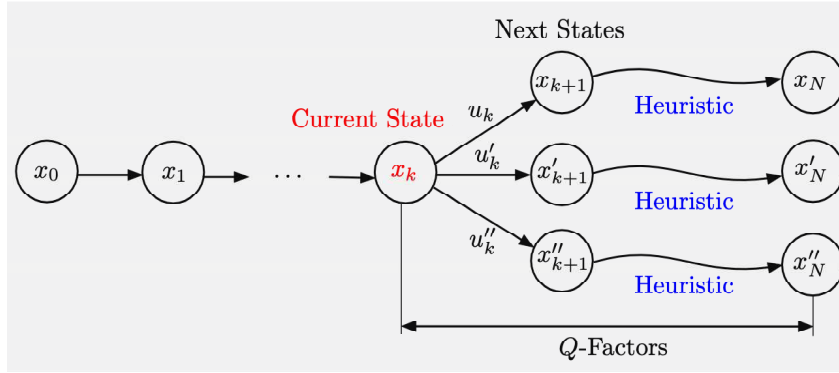 Next States
x_{k+1}
x_N
Heuristic
Current State
u_k
x_0
x_1
...
x_k
u'_k
x'_{k+1}
x'_N
Heuristic
u''_k
x''_{k+1}
x''_N
Heuristic
Q-Factors